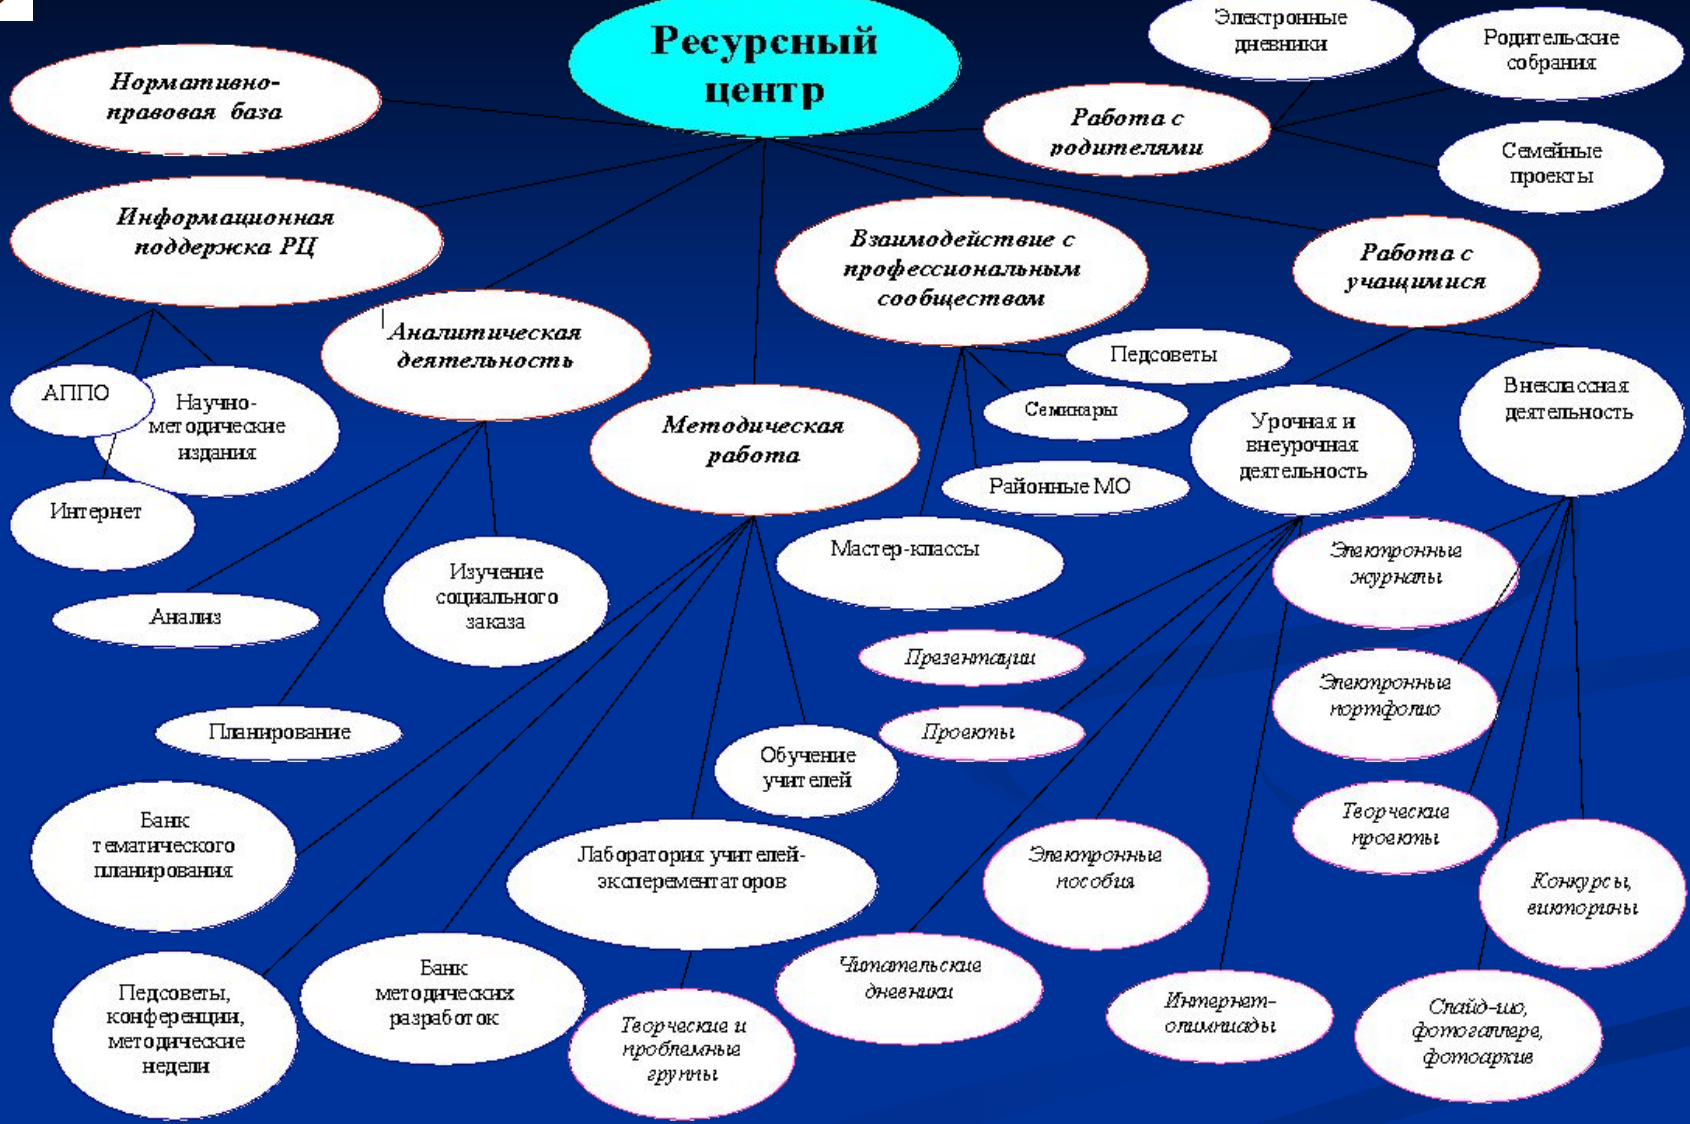 Ресурсный
центр
Электронные
дневники
Родительские
собрания
Нормативно-
правовая база
Работа с
родителями
Семейные
проекты
Информационная
поддержка РЦ
Взаимодействие с
профессиональным
сообществом
Работа с
учащимися
Аналитическая
деятельность
Педсоветы
АППО
Научно-
методические
издания
Семинары
Внеклассная
деятельность
Методическая
работа
Урочная и
внеурочная
деятельность
Районные МО
Интернет
Мастер-классы
Электронные
журналы
Изучение
социального
заказа
Анализ
Презентации
Электронные
портфолио
Планирование
Проекты
Обучение
учителей
Творческие
проекты
Банк
тематического
планирования
Лаборатория учителей-
эксперементаторов
Электронные
пособия
Конкурсы,
викторины
Педсоветы,
конференции,
методические
недели
Банк
методических
разработок
Творческие и
проблемные
группы
Читательские
дневники
Интернет-
олимпиады
Слайд-шо,
фотогаллере,
фотоархив